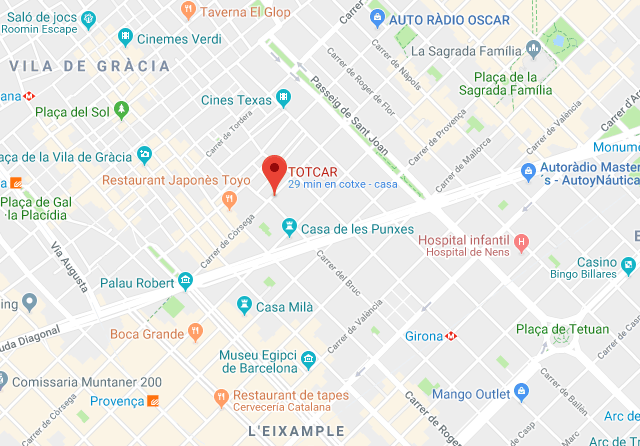 Saló de jocs
Roomin Escape
Taverna El Glop
AUTO RÀDIO OSCAR
Cinemes Verdi
La Sagrada Família
VILA DE GRÀCIA
Plaça de la
Sagrada Família
Carrer de Nàpols
Carrer de Roger de Flor
Passeig de Sant Joan
ana
Cines Texas
Plaça del Sol
Carrer de Torderа
Carrer de Provença
Carrer de València
Carrer d'A
Carrer de Mallorca
Monume
aça de la Vila de Gràcia
TOTCAR
29 min en cotxe - casa
Autoràdio Master
´s - AutoyNáutica
Restaurant Japonès Toyo
Plaça de Gal
·la Placídia
Casa de les Punxes
Hospital infantil
Hospital de Nens
Carrer de Còrsega
Via Augusta
Casino
Bingo Billares
Palau Robert
Carrer del Bruc
ing
Casa Milà
Carrer de València
uda Diagonal
Boca Grande
Girona
Plaça de Tetuan
Museu Egipci
de Barcelona
Comissaria Muntaner 200
Mango Outlet
Provença
Restaurant de tapes
Cerveceria Catalana
Carrer de Còrsega
Carrer de Roger
Carrer de Casp
Arc de
L'EIXAMPLE
Arc de Tr